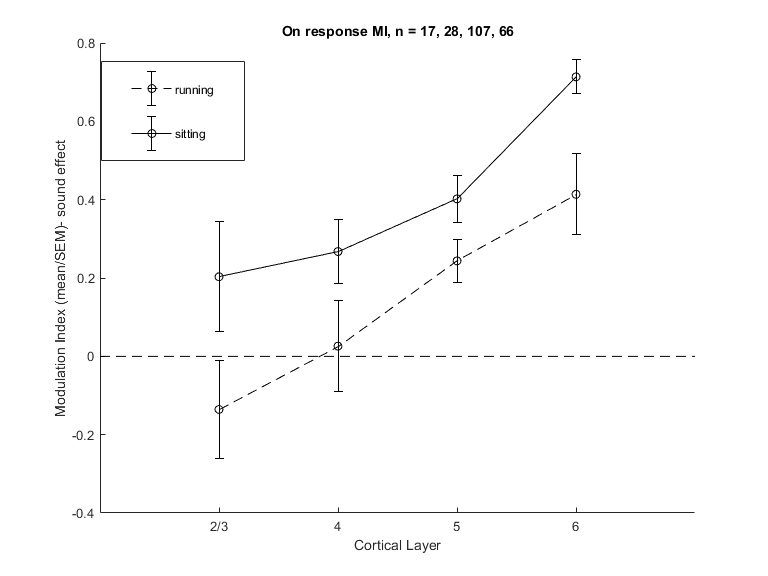 On response MI, n = 17, 28, 107, 66
0.8
0.6
0.4
0.2
0
-0.2
-0.4
Modulation Index (mean/SEM)- sound effect
running
sitting
2/3 4 5 6
Cortical Layer